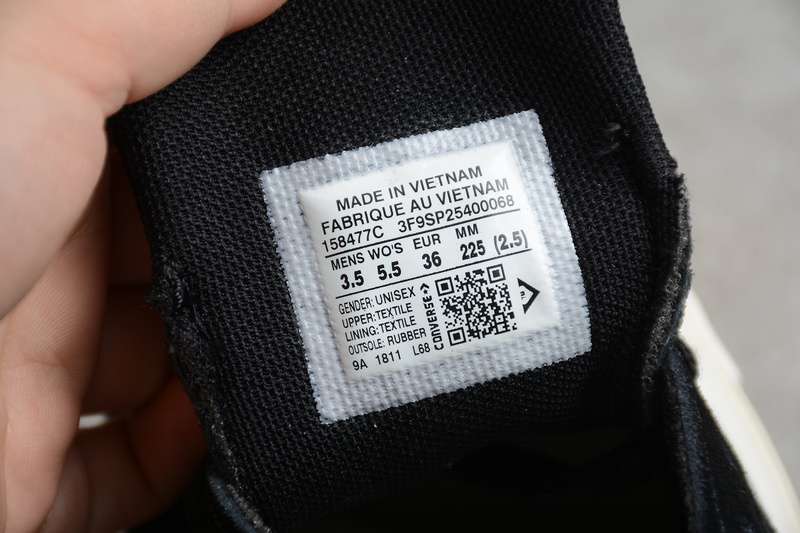 MADE IN VIETNAM
FABRIQUE AU VIETNAM
158477C 3F9SP25400068
MENS WO'S EUR MM
3.5 5.5 36 225 (2.5)
GENDER: UNISEX
UPPER: TEXTILE
LINING: TEXTILE
OUTSOLE: RUBBER
9A 1811 L68
CONVERSE